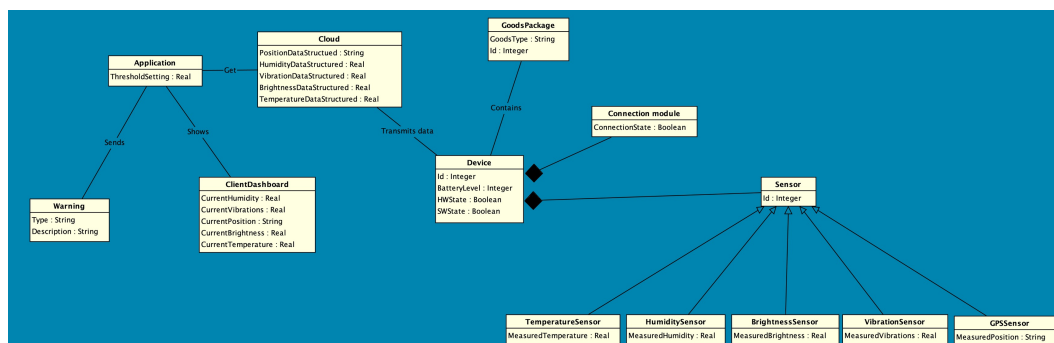 GoodsPackage
GoodsType : String
Id : Integer
Cloud
PositionDataStructued : String
HumidityDataStructured : Real
VibrationDataStructured : Real
BrightnessDataStructured : Real
TemperatureDataStructured : Real
Application
ThresholdSetting : Real
Get
Contains
Connection module
ConnectionState : Boolean
Transmits data
Sends
Shows
Device
Id : Integer
BatteryLevel : Integer
HWState : Boolean
SWState : Boolean
ClientDashboard
CurrentHumidity : Real
CurrentVibrations : Real
CurrentPosition : String
CurrentBrightness : Real
CurrentTemperature : Real
Sensor
Id : Integer
Warning
Type : String
Description : String
TemperatureSensor
MeasuredTemperature : Real
HumiditySensor
MeasuredHumidity : Real
BrightnessSensor
MeasuredBrightness : Real
VibrationSensor
MeasuredVibrations : Real
GPSSensor
MeasuredPosition : String